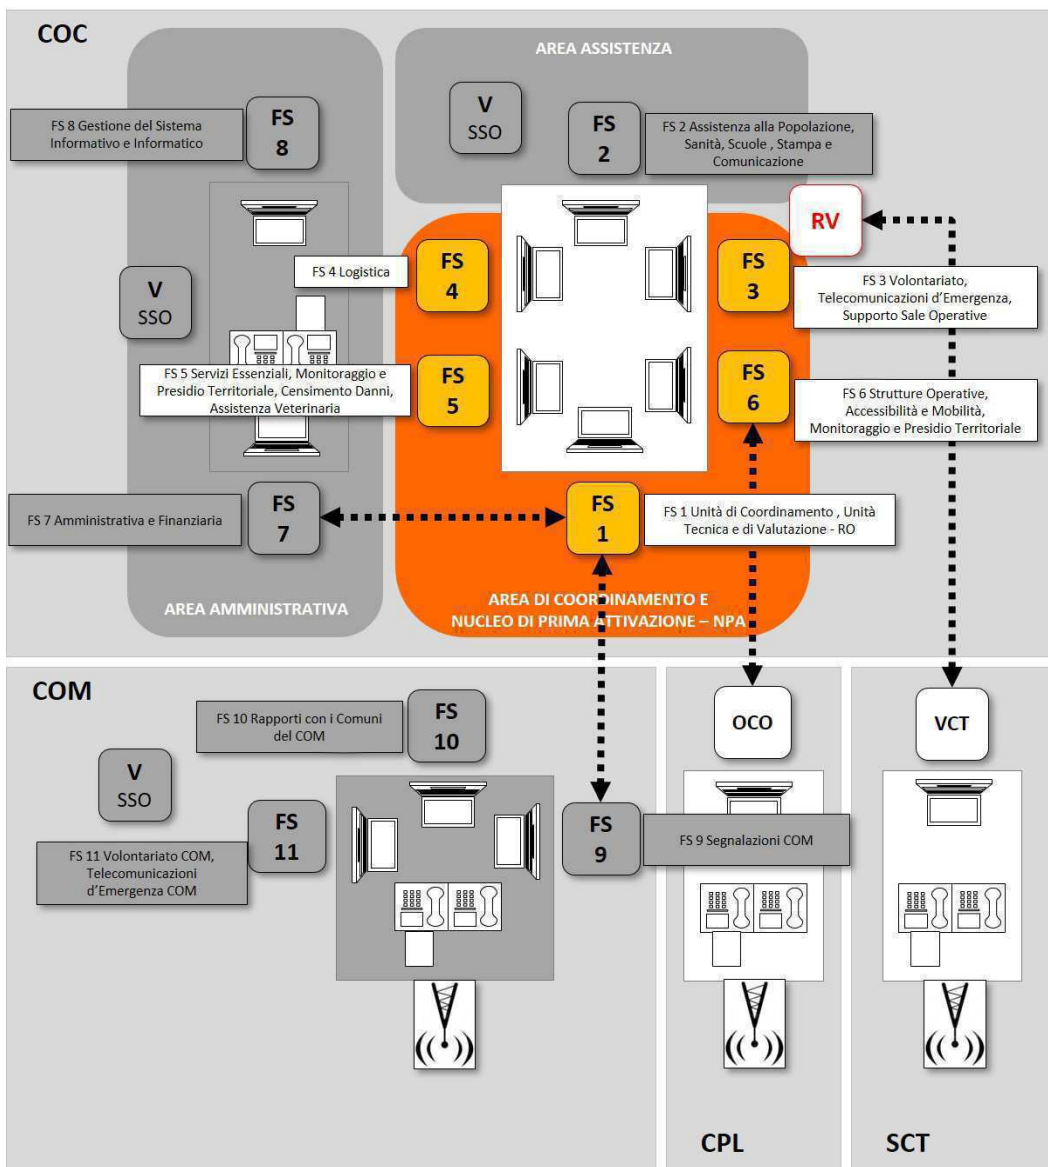 COC
AREA ASSISTENZA
V
SSO
FS
8
FS 8 Gestione del Sistema
Informativo e Informatico
FS
2
FS 2 Assistenza alla Popolazione,
Sanità, Scuole , Stampa e
Comunicazione
RV
FS 4 Logistica
FS
4
FS
3
FS 3 Volontariato,
Telecomunicazioni d'Emergenza,
Supporto Sale Operative
V
SSO
FS 5 Servizi Essenziali, Monitoraggio e
Presidio Territoriale, Censimento Danni,
Assistenza Veterinaria
FS
5
FS
6
FS 6 Strutture Operative,
Accessibilità e Mobilità,
Monitoraggio e Presidio Territoriale
FS 7 Amministrativa e Finanziaria
FS
7
FS
1
FS 1 Unità di Coordinamento , Unità
Tecnica e di Valutazione - RO
AREA AMMINISTRATIVA
AREA DI COORDINAMENTO E
NUCLEO DI PRIMA ATTIVAZIONE – NPA
COM
FS 10 Rapporti con i Comuni
del COM
FS
10
OCO
VCT
V
SSO
FS
11
FS 11 Volontariato COM,
Telecomunicazioni
d'Emergenza COM
FS
9
FS 9 Segnalazioni COM
CPL
SCT